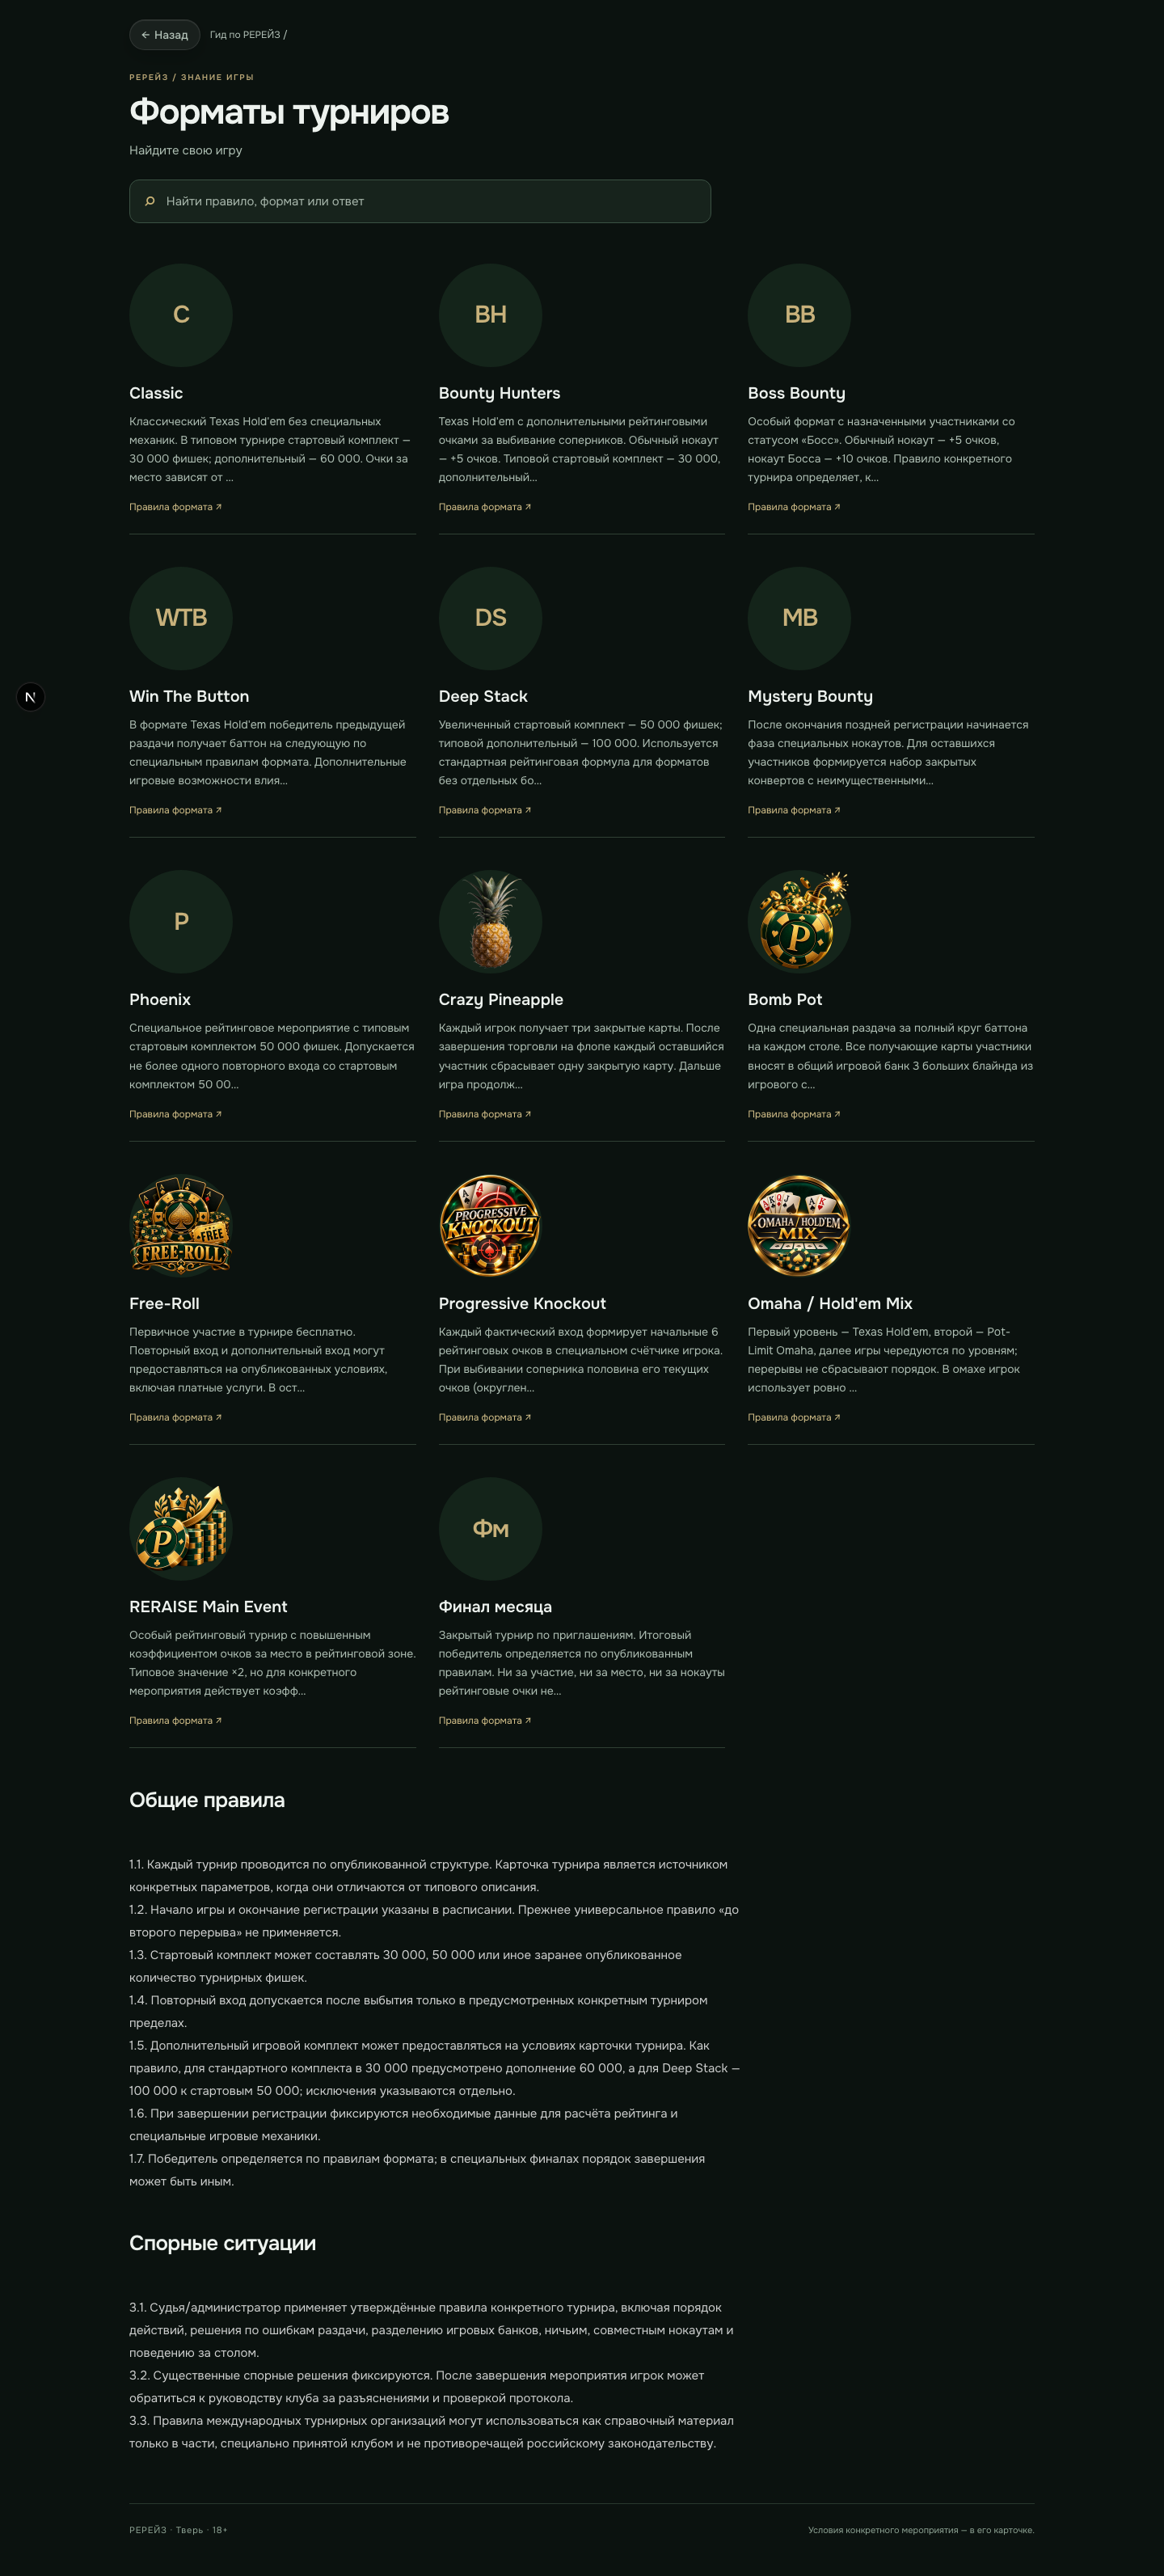 ← Назад
Гид по РЕРЕЙЗ /
РЕРЕЙЗ / ЗНАНИЕ ИГРЫ
Форматы турниров
Найдите свою игру
Найти правило, формат или ответ
C
BH
BB
Classic
Классический Texas Hold'em без специальных
механик. В типовом турнире стартовый комплект —
30 000 фишек; дополнительный — 60 000. Очки за
место зависят от ...
Правила формата ↗
Bounty Hunters
Texas Hold'em с дополнительными рейтинговыми
очками за выбивание соперников. Обычный нокаут
— +5 очков. Типовой стартовый комплект — 30 000,
дополнительный...
Правила формата ↗
Boss Bounty
Особый формат с назначенными участниками со
статусом «Босс». Обычный нокаут — +5 очков,
нокаут Босса — +10 очков. Правило конкретного
турнира определяет, к...
Правила формата ↗
WTB
DS
MB
N
Win The Button
В формате Texas Hold'em победитель предыдущей
раздачи получает баттон на следующую по
специальным правилам формата. Дополнительные
игровые возможности влия...
Правила формата ↗
Deep Stack
Увеличенный стартовый комплект — 50 000 фишек;
типовой дополнительный — 100 000. Используется
стандартная рейтинговая формула для форматов
без отдельных бо...
Правила формата ↗
Mystery Bounty
После окончания поздней регистрации начинается
фаза специальных нокаутов. Для оставшихся
участников формируется набор закрытых
конвертов с неимущественными...
Правила формата ↗
P
P
Phoenix
Специальное рейтинговое мероприятие с типовым
стартовым комплектом 50 000 фишек. Допускается
не более одного повторного входа со стартовым
комплектом 50 00...
Правила формата ↗
Crazy Pineapple
Каждый игрок получает три закрытые карты. После
завершения торговли на флопе каждый оставшийся
участник сбрасывает одну закрытую карту. Дальше
игра продолж...
Правила формата ↗
Bomb Pot
Одна специальная раздача за полный круг баттона
на каждом столе. Все получающие карты участники
вносят в общий игровой банк 3 больших блайнда из
игрового с...
Правила формата ↗
FREE
FREE-ROLL
A A
PROGRESSIVE
KNOCKOUT
A K Q J A K
OMAHA / HOLD'EM
MIX
Free-Roll
Первичное участие в турнире бесплатно.
Повторный вход и дополнительный вход могут
предоставляться на опубликованных условиях,
включая платные услуги. В ост...
Правила формата ↗
Progressive Knockout
Каждый фактический вход формирует начальные 6
рейтинговых очков в специальном счётчике игрока.
При выбивании соперника половина его текущих
очков (округлен...
Правила формата ↗
Omaha / Hold'em Mix
Первый уровень — Texas Hold'em, второй — Pot-
Limit Omaha, далее игры чередуются по уровням;
перерывы не сбрасывают порядок. В омахе игрок
использует ровно ...
Правила формата ↗
P
Фм
RERAISE Main Event
Особый рейтинговый турнир с повышенным
коэффициентом очков за место в рейтинговой зоне.
Типовое значение ×2, но для конкретного
мероприятия действует коэфф...
Правила формата ↗
Финал месяца
Закрытый турнир по приглашениям. Итоговый
победитель определяется по опубликованным
правилам. Ни за участие, ни за место, ни за нокауты
рейтинговые очки не...
Правила формата ↗
Общие правила
1.1. Каждый турнир проводится по опубликованной структуре. Карточка турнира является источником
конкретных параметров, когда они отличаются от типового описания.
1.2. Начало игры и окончание регистрации указаны в расписании. Прежнее универсальное правило «до
второго перерыва» не применяется.
1.3. Стартовый комплект может составлять 30 000, 50 000 или иное заранее опубликованное
количество турнирных фишек.
1.4. Повторный вход допускается после выбытия только в предусмотренных конкретным турниром
пределах.
1.5. Дополнительный игровой комплект может предоставляться на условиях карточки турнира. Как
правило, для стандартного комплекта в 30 000 предусмотрено дополнение 60 000, а для Deep Stack —
100 000 к стартовым 50 000; исключения указываются отдельно.
1.6. При завершении регистрации фиксируются необходимые данные для расчёта рейтинга и
специальные игровые механики.
1.7. Победитель определяется по правилам формата; в специальных финалах порядок завершения
может быть иным.
Спорные ситуации
3.1. Судья/администратор применяет утверждённые правила конкретного турнира, включая порядок
действий, решения по ошибкам раздачи, разделению игровых банков, ничьим, совместным нокаутам и
поведению за столом.
3.2. Существенные спорные решения фиксируются. После завершения мероприятия игрок может
обратиться к руководству клуба за разъяснениями и проверкой протокола.
3.3. Правила международных турнирных организаций могут использоваться как справочный материал
только в части, специально принятой клубом и не противоречащей российскому законодательству.
РЕРЕЙЗ · Тверь · 18+
Условия конкретного мероприятия — в его карточке.